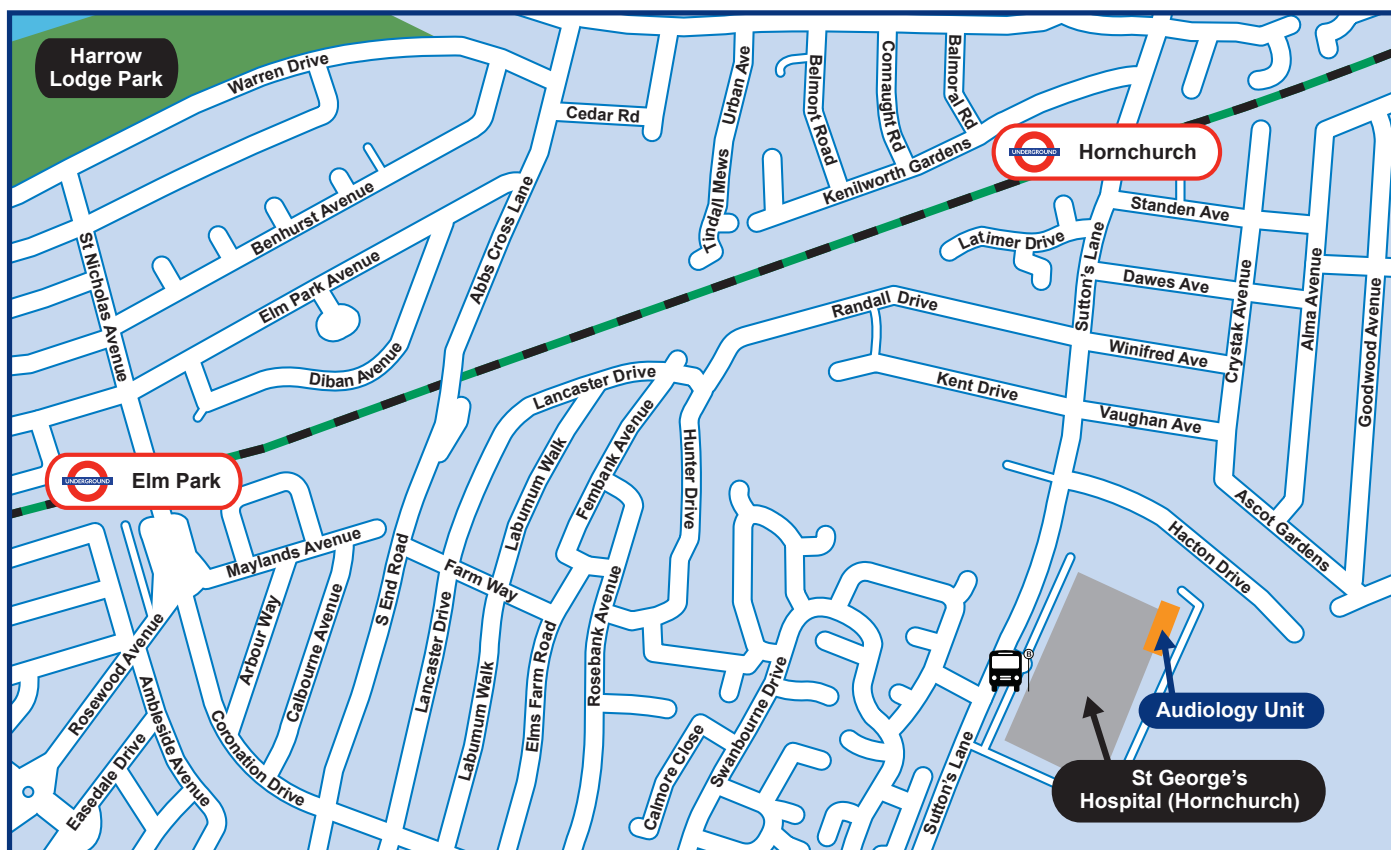 Harrow
Lodge Park
Warren Drive
Cedar Rd
Urban Ave
Tindall Mews
Belmont Road
Connaught Rd
Balmoral Rd
Kenilworth Gardens
UNDERGROUND
Hornchurch
Standen Ave
Latimer Drive
Sutton's Lane
Dawes Ave
Crystak Avenue
Alma Avenue
Goodwood Avenue
St Nicholas Avenue
Benhurst Avenue
Elm Park Avenue
Abbs Cross Lane
Diban Avenue
Randall Drive
Winifred Ave
Kent Drive
Vaughan Ave
Lancaster Drive
Labumum Walk
Fembank Avenue
Hunter Drive
UNDERGROUND
Elm Park
Ascot Gardens
Hacton Drive
Maylands Avenue
S End Road
Farm Way
Arbour Way
Calbourne Avenue
Lancaster Drive
Labumum Walk
Elms Farm Road
Rosebank Avenue
Rosewood Avenue
Ambleside Avenue
Easedale Drive
Coronation Drive
Calmore Close
Swanbourne Drive
Sutton's Lane
B
Audiology Unit
St George's
Hospital (Hornchurch)